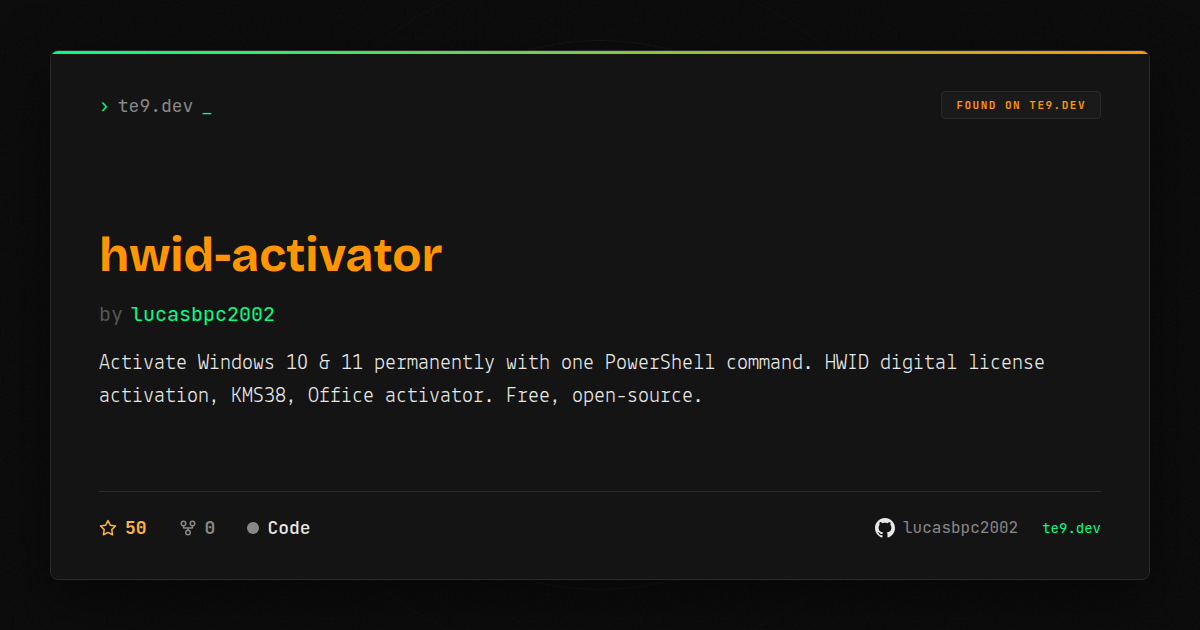 › te9.dev _
FOUND ON TE9.DEV
hwid-activator
by lucasbpc2002
Activate Windows 10 & 11 permanently with one PowerShell command. HWID digital license
activation, KMS38, Office activator. Free, open-source.
50 0 Code lucasbpc2002 te9.dev